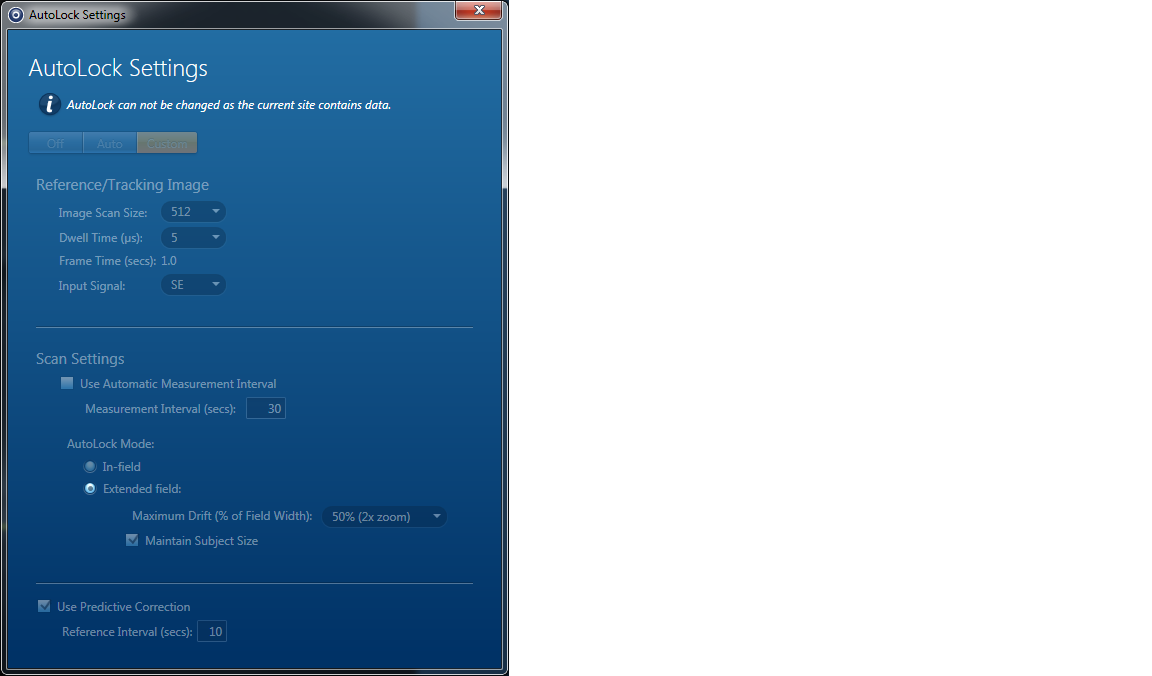 AutoLock Settings
AutoLock Settings
AutoLock can not be changed as the current site contains data.
Off Auto Custom
Reference/Tracking Image
Image Scan Size: 512
Dwell Time (µs): 5
Frame Time (secs): 1.0
Input Signal: SE
Scan Settings
Use Automatic Measurement Interval
Measurement Interval (secs): 30
AutoLock Mode:
In-field
Extended field:
Maximum Drift (% of Field Width): 50% (2x zoom)
Maintain Subject Size
Use Predictive Correction
Reference Interval (secs): 10